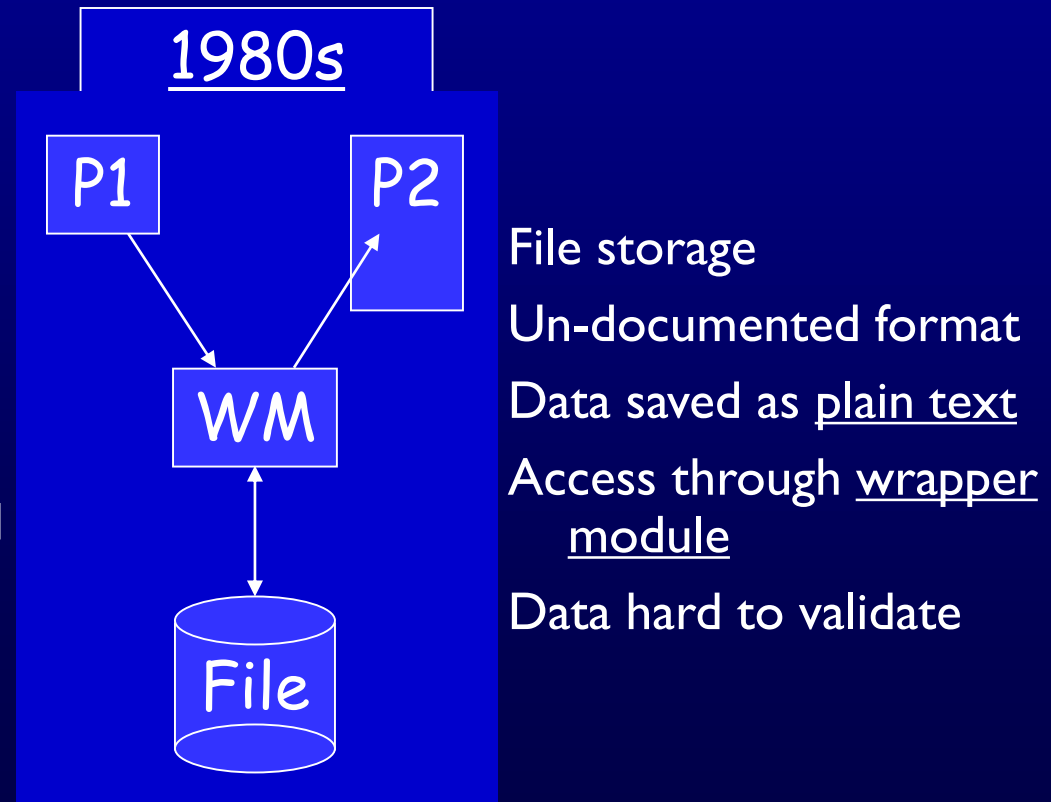 1980s
P1
P2
WM
File
File storage
Un-documented format
Data saved as plain text
Access through wrapper
module
Data hard to validate